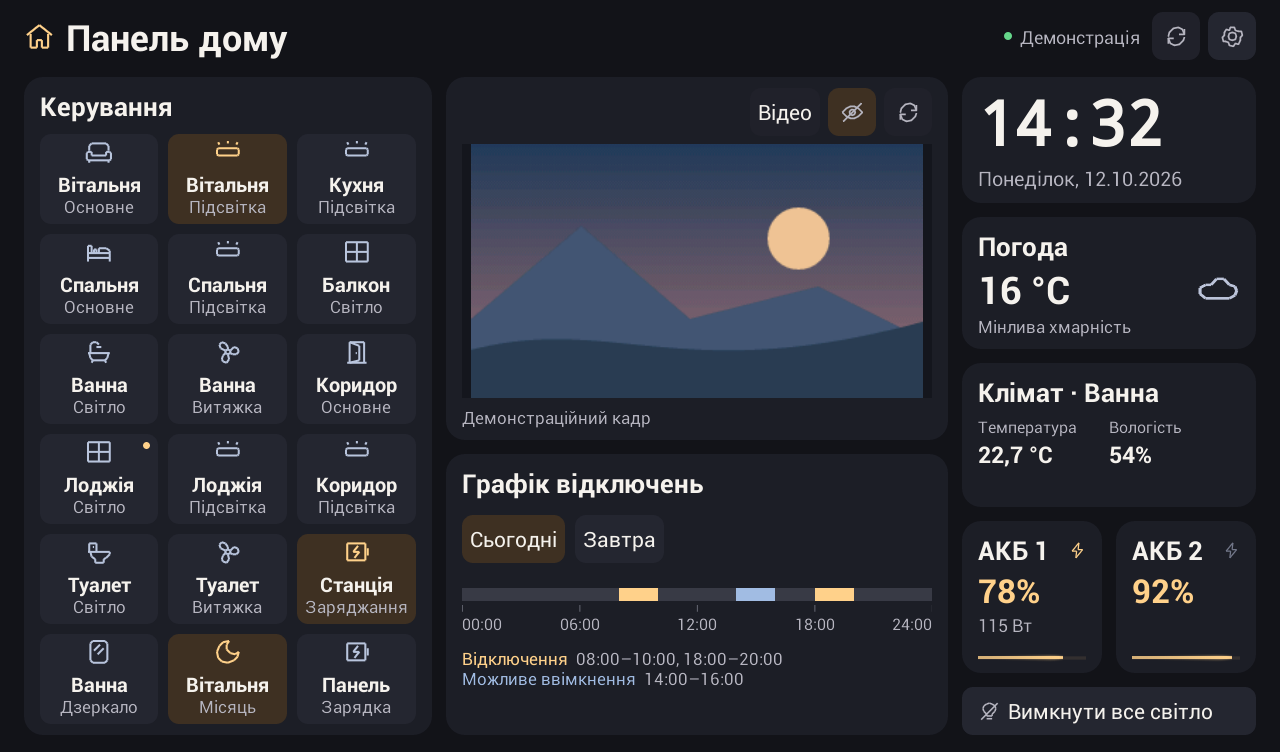 Панель дому
Демонстрація
Керування
Вітальня
Основне
Вітальня
Підсвітка
Кухня
Підсвітка
Спальня
Основне
Спальня
Підсвітка
Балкон
Світло
Ванна
Світло
Ванна
Витяжка
Коридор
Основне
Лоджія
Світло
Лоджія
Підсвітка
Коридор
Підсвітка
Туалет
Світло
Туалет
Витяжка
Станція
Заряджання
Ванна
Дзеркало
Вітальня
Місяць
Панель
Зарядка
Відео
Демонстраційний кадр
Графік відключень
Сьогодні Завтра
00:00 06:00 12:00 18:00 24:00
Відключення 08:00–10:00, 18:00–20:00
Можливе ввімкнення 14:00–16:00
14:32
Понеділок, 12.10.2026
Погода
16 °C
Мінлива хмарність
Клімат · Ванна
Температура
22,7 °C
Вологість
54%
АКБ 1
78%
115 Вт
АКБ 2
92%
Вимкнути все світло